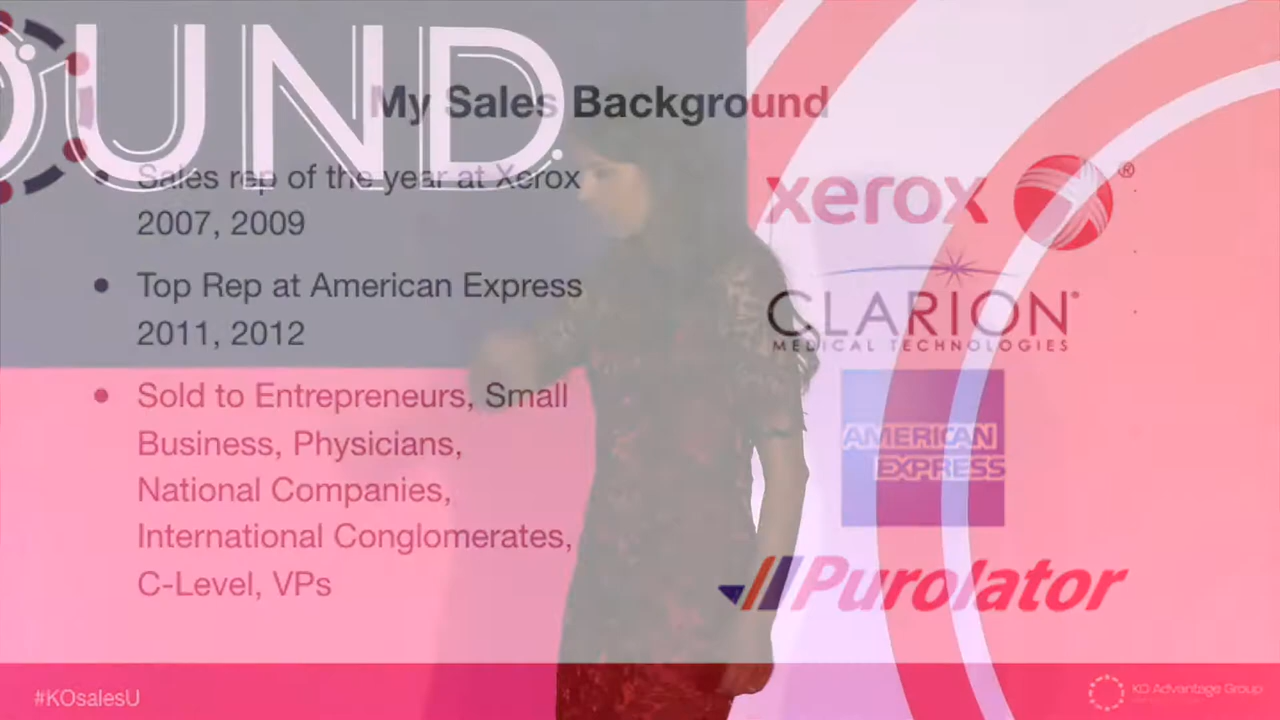 OUND
My Sales Background
Sales rep of the year at Xerox
2007, 2009
Top Rep at American Express
2011, 2012
Sold to Entrepreneurs, Small
Business, Physicians,
National Companies,
International Conglomerates,
C-Level, VPs
xerox ®
CLARION
MEDICAL TECHNOLOGIES
AMERICAN
EXPRESS
Purolator
#KOsalesU
KO Advantage Group